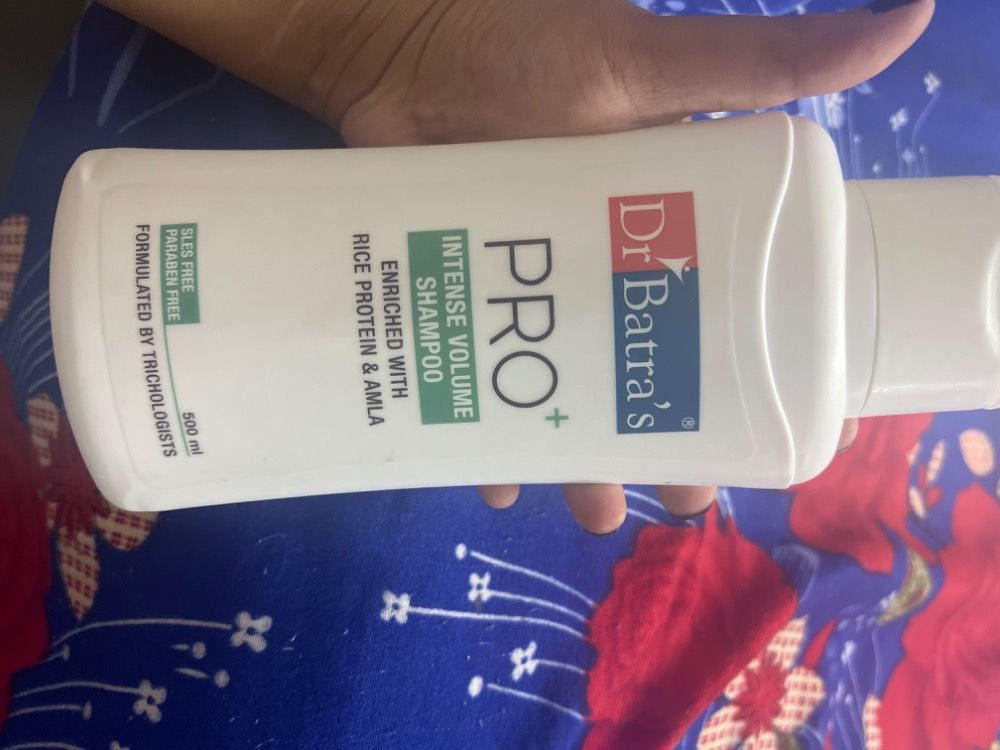 Dr Batra's®
PRO+
INTENSE VOLUME
SHAMPOO
ENRICHED WITH
RICE PROTEIN & AMLA
SLES FREE
PARABEN FREE
500 ml
FORMULATED BY TRICHOLOGISTS